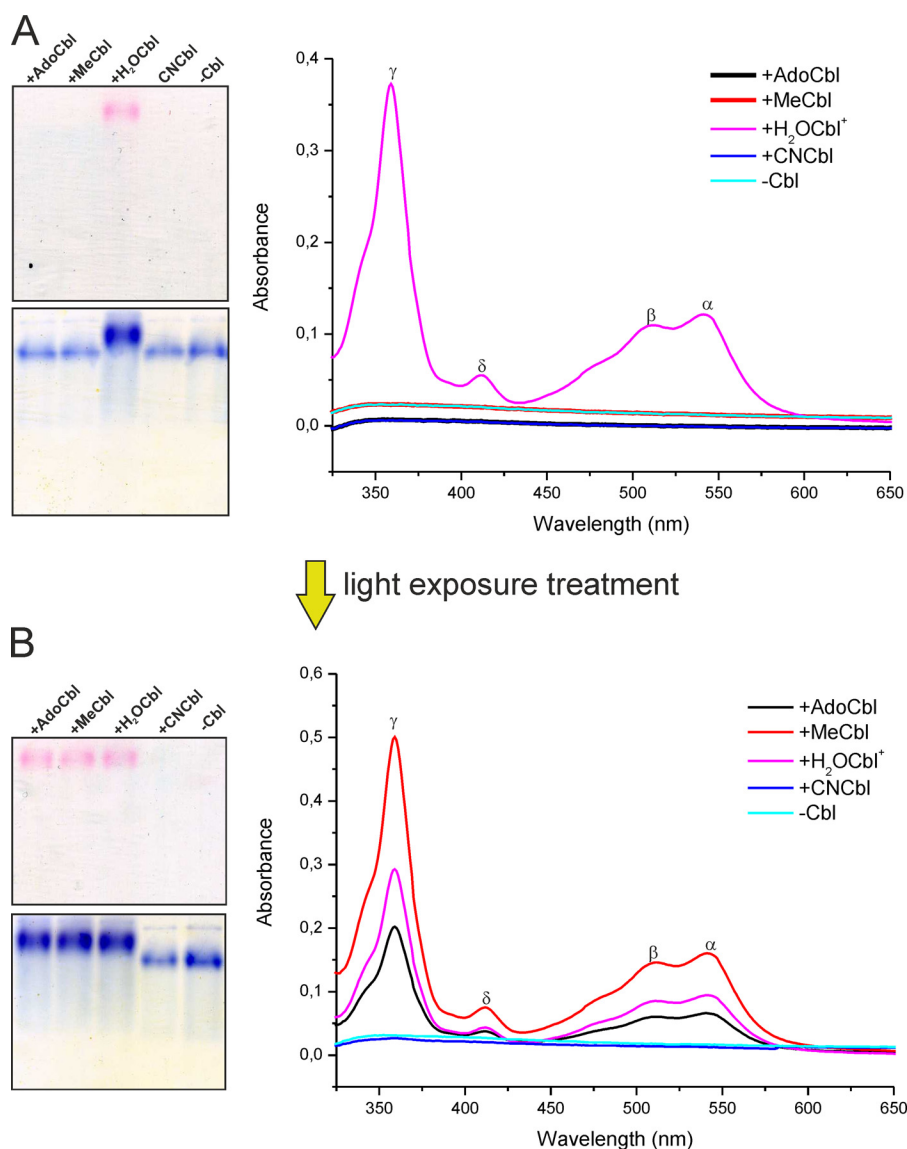 A
+AdoCbl
+MeCbl
+H₂OCbl
CNCbl
-Cbl
0,4
0,3
0,2
0,1
0,0
Absorbance
γ
δ
β
α
+AdoCbl
+MeCbl
+H₂OCbl⁺
+CNCbl
-Cbl
350 400 450 500 550 600 650
Wavelength (nm)
light exposure treatment
B
+AdoCbl
+MeCbl
+H₂OCbl
+CNCbl
-Cbl
0,6
0,5
0,4
0,3
0,2
0,1
0,0
Absorbance
γ
δ
β
α
+AdoCbl
+MeCbl
+H₂OCbl⁺
+CNCbl
-Cbl
350 400 450 500 550 600 650
Wavelength (nm)